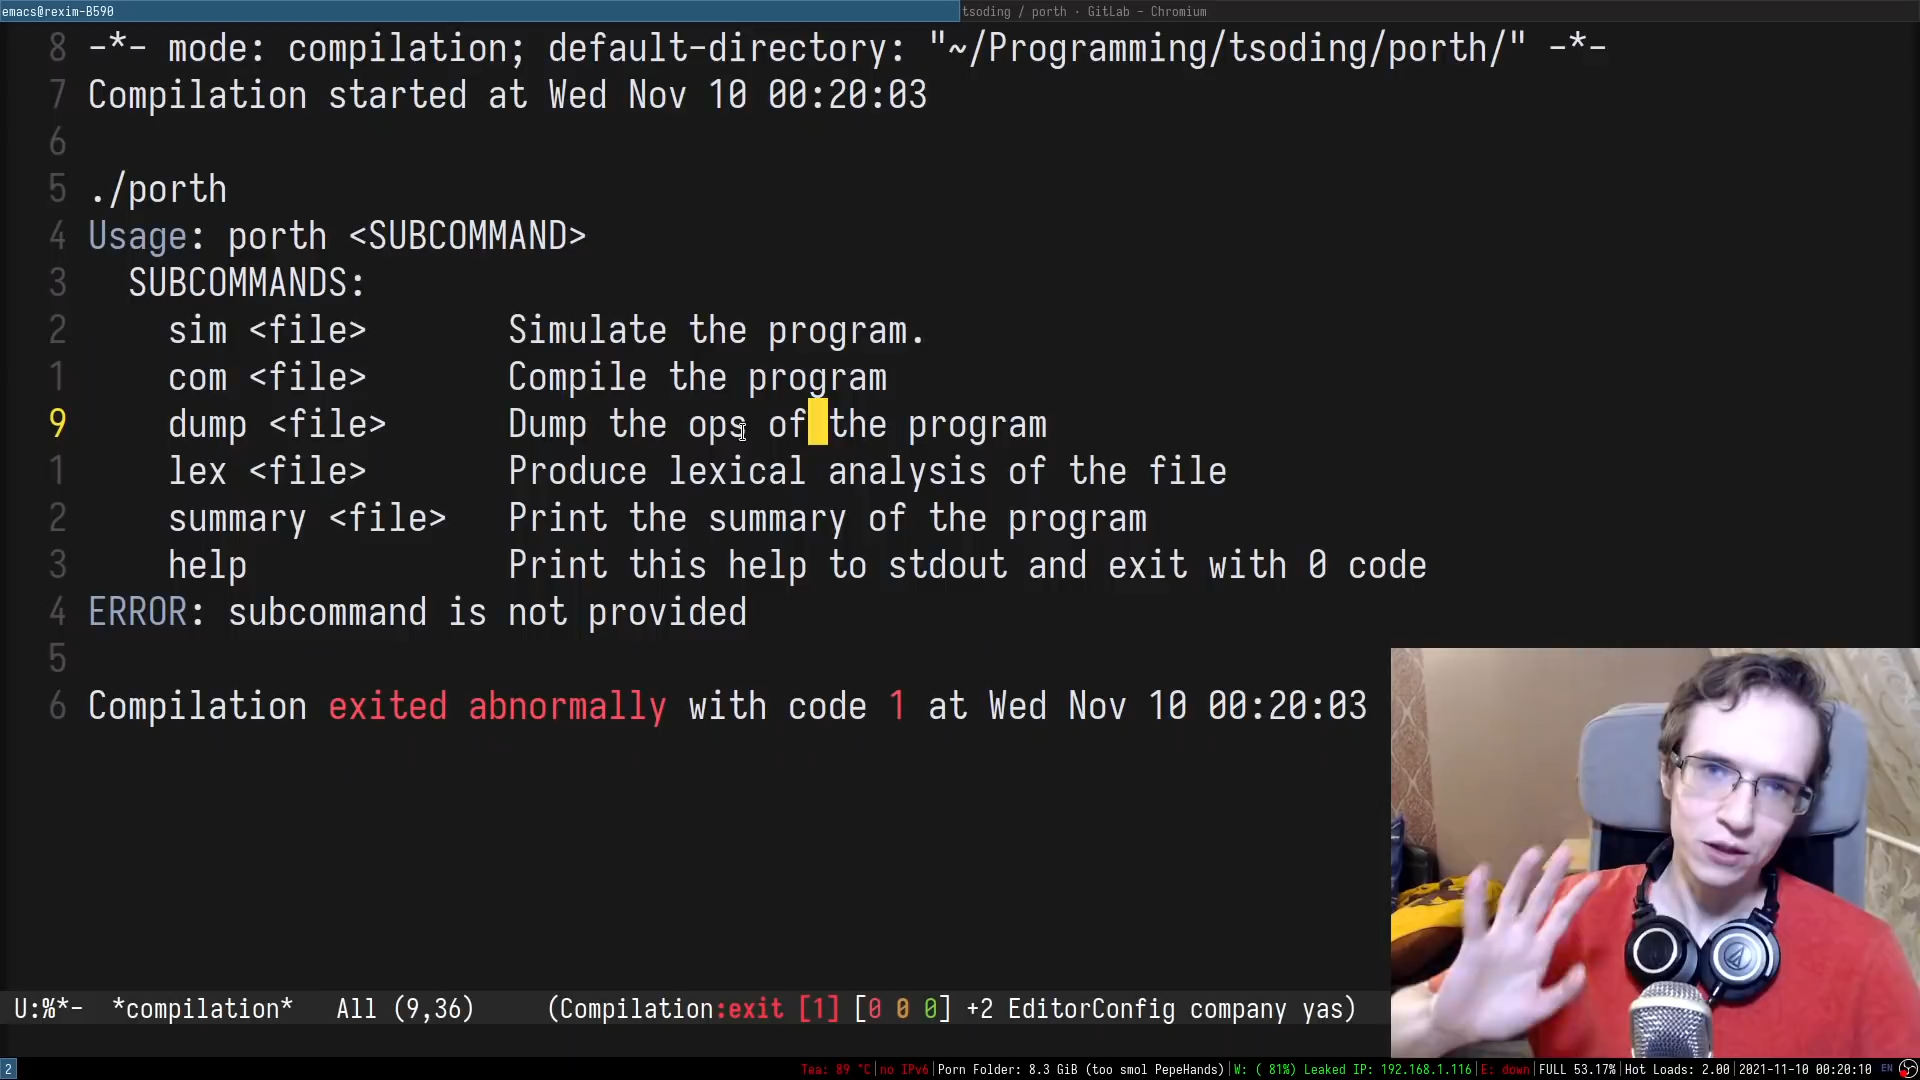 emacs@rexim-B590
tsoding / porth · GitLab - Chromium
8 -*- mode: compilation; default-directory: "~/Programming/tsoding/porth/" -*-
7 Compilation started at Wed Nov 10 00:20:03
6
5 ./porth
4 Usage: porth <SUBCOMMAND>
3   SUBCOMMANDS:
2     sim <file>       Simulate the program.
1     com <file>       Compile the program
9     dump <file>      Dump the ops of the program
1     lex <file>       Produce lexical analysis of the file
2     summary <file>   Print the summary of the program
3     help             Print this help to stdout and exit with 0 code
4 ERROR: subcommand is not provided
5
6 Compilation exited abnormally with code 1 at Wed Nov 10 00:20:03
U:%*-  *compilation*   All (9,36)    (Compilation:exit [1] [0 0 0] +2 EditorConfig company yas)
2 Tea: 89 °C|no IPv6|Porn Folder: 8.3 GiB (too smol PepeHands)|W: ( 81%) Leaked IP: 192.168.1.116|E: down|FULL 53.17%|Hot Loads: 2.00|2021-11-10 00:20:10 EN